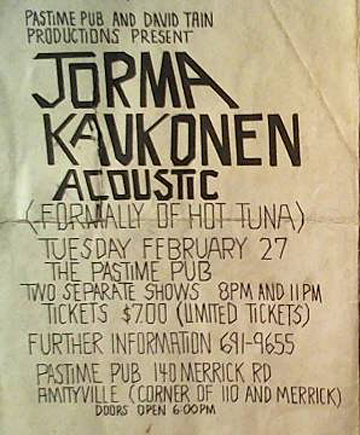 PASTIME PUB AND DAVID TAIN
PRODUCTIONS PRESENT
JORMA
KAUKONEN
ACOUSTIC
(FORMALLY OF HOT TUNA)
TUESDAY FEBRUARY 27
THE PASTIME PUB
TWO SEPARATE SHOWS 8PM AND 11PM
TICKETS $7.00 (LIMITED TICKETS)
FURTHER INFORMATION 691-9655
PASTIME PUB 140 MERRICK RD
AMITYVILLE (CORNER OF 110 AND MERRICK)
DOORS OPEN 6:00PM